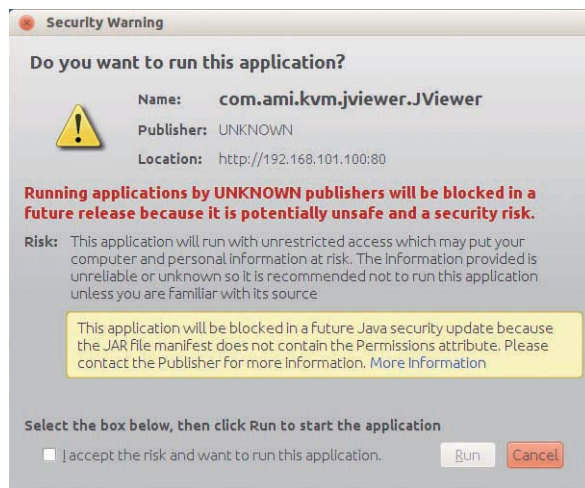 Security Warning
Do you want to run this application?
Name: com.ami.kvm.jviewer.JViewer
Publisher: UNKNOWN
Location: http://192.168.101.100:80
Running applications by UNKNOWN publishers will be blocked in a
future release because it is potentially unsafe and a security risk.
Risk: This application will run with unrestricted access which may put your
computer and personal information at risk. The information provided is
unreliable or unknown so it is recommended not to run this application
unless you are familiar with its source
This application will be blocked in a future Java security update because
the JAR file manifest does not contain the Permissions attribute. Please
contact the Publisher for more information. More Information
Select the box below, then click Run to start the application
I accept the risk and want to run this application. Run Cancel